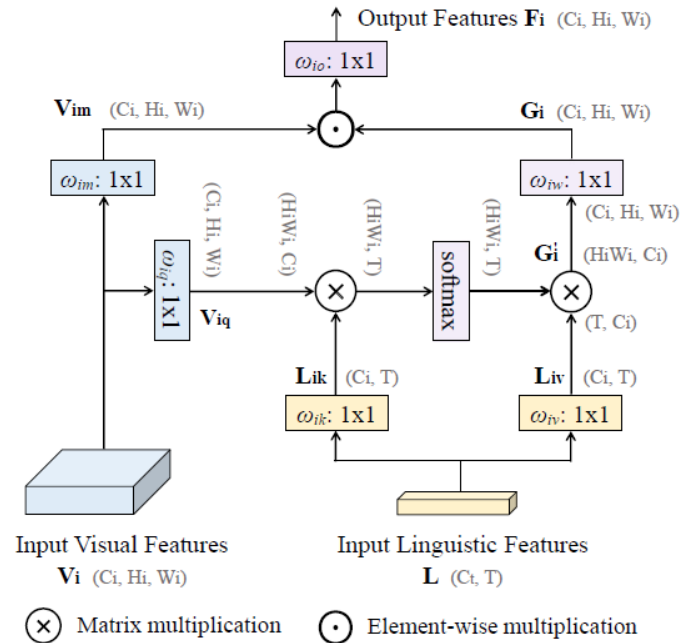 Output Features Fi (Ci, Hi, Wi)
ωio: 1x1
Vim (Ci, Hi, Wi)
Gi (Ci, Hi, Wi)
ωim: 1x1
ωiw: 1x1
(Ci, Hi, Wi)
(HiWi, Ci)
(HiWi, T)
(HiWi, T)
(Ci, Hi, Wi)
G'i (HiWi, Ci)
ωiq: 1x1
softmax
Viq
(T, Ci)
Lik (Ci, T)
Liv (Ci, T)
ωik: 1x1
ωiv: 1x1
Input Visual Features
Vi (Ci, Hi, Wi)
Input Linguistic Features
L (Ct, T)
Matrix multiplication
Element-wise multiplication